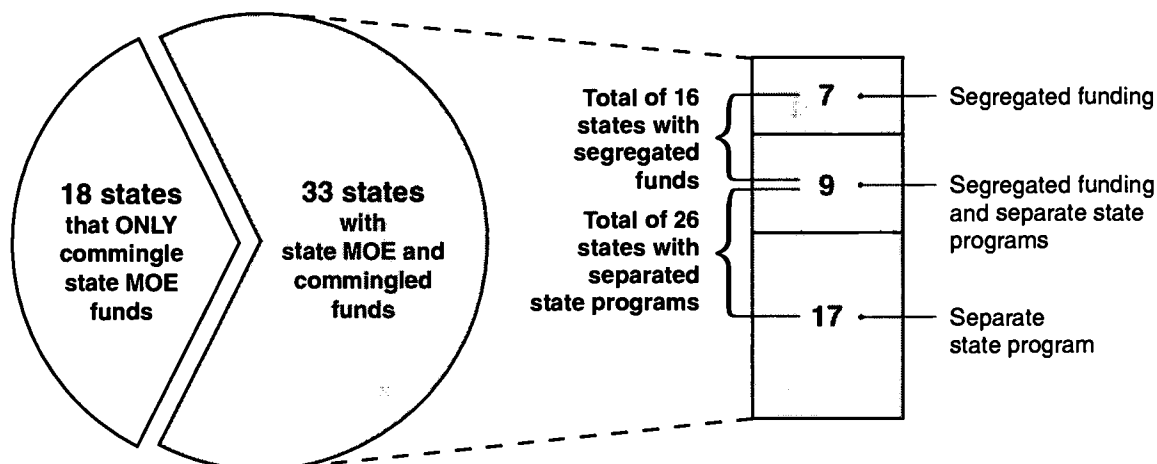 18 states
that ONLY
commingle
state MOE
funds
33 states
with
state MOE and
commingled
funds
Total of 16
states with
segregated
funds
Total of 26
states with
separated
state programs
7
9
17
Segregated funding
Segregated funding
and separate state
programs
Separate
state program